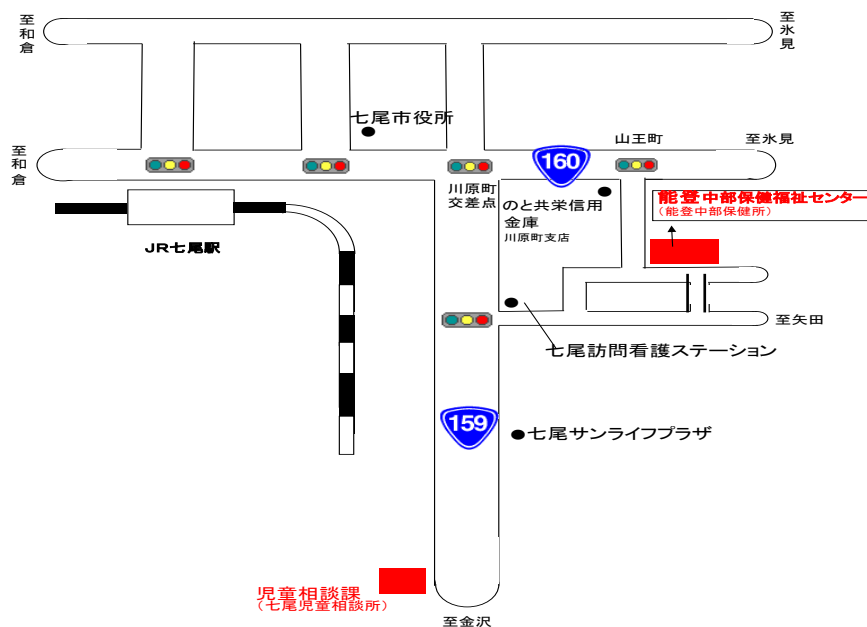 至和倉
至氷見
七尾市役所
至和倉
山王町
至氷見
160
川原町
交差点
のと共栄信用
金庫
川原町支店
能登中部保健福祉センター
(能登中部保健所)
JR七尾駅
至矢田
七尾訪問看護ステーション
159
七尾サンライフプラザ
児童相談課
(七尾児童相談所)
至金沢